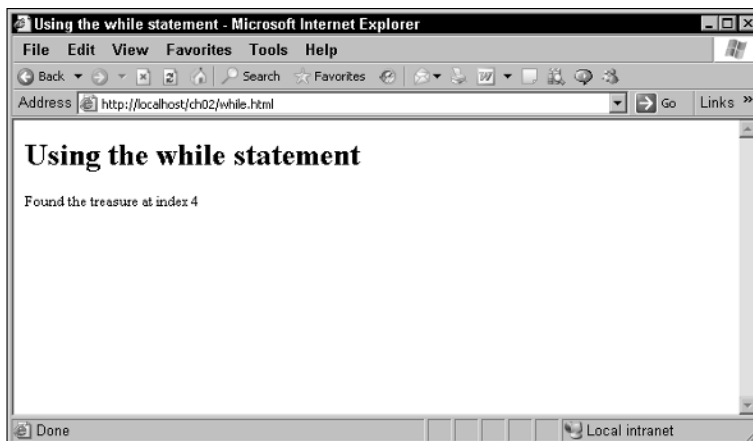 Using the while statement - Microsoft Internet Explorer
File Edit View Favorites Tools Help
Back Search Favorites
Address http://localhost/ch02/while.html Go Links »
Using the while statement
Found the treasure at index 4
Done Local intranet